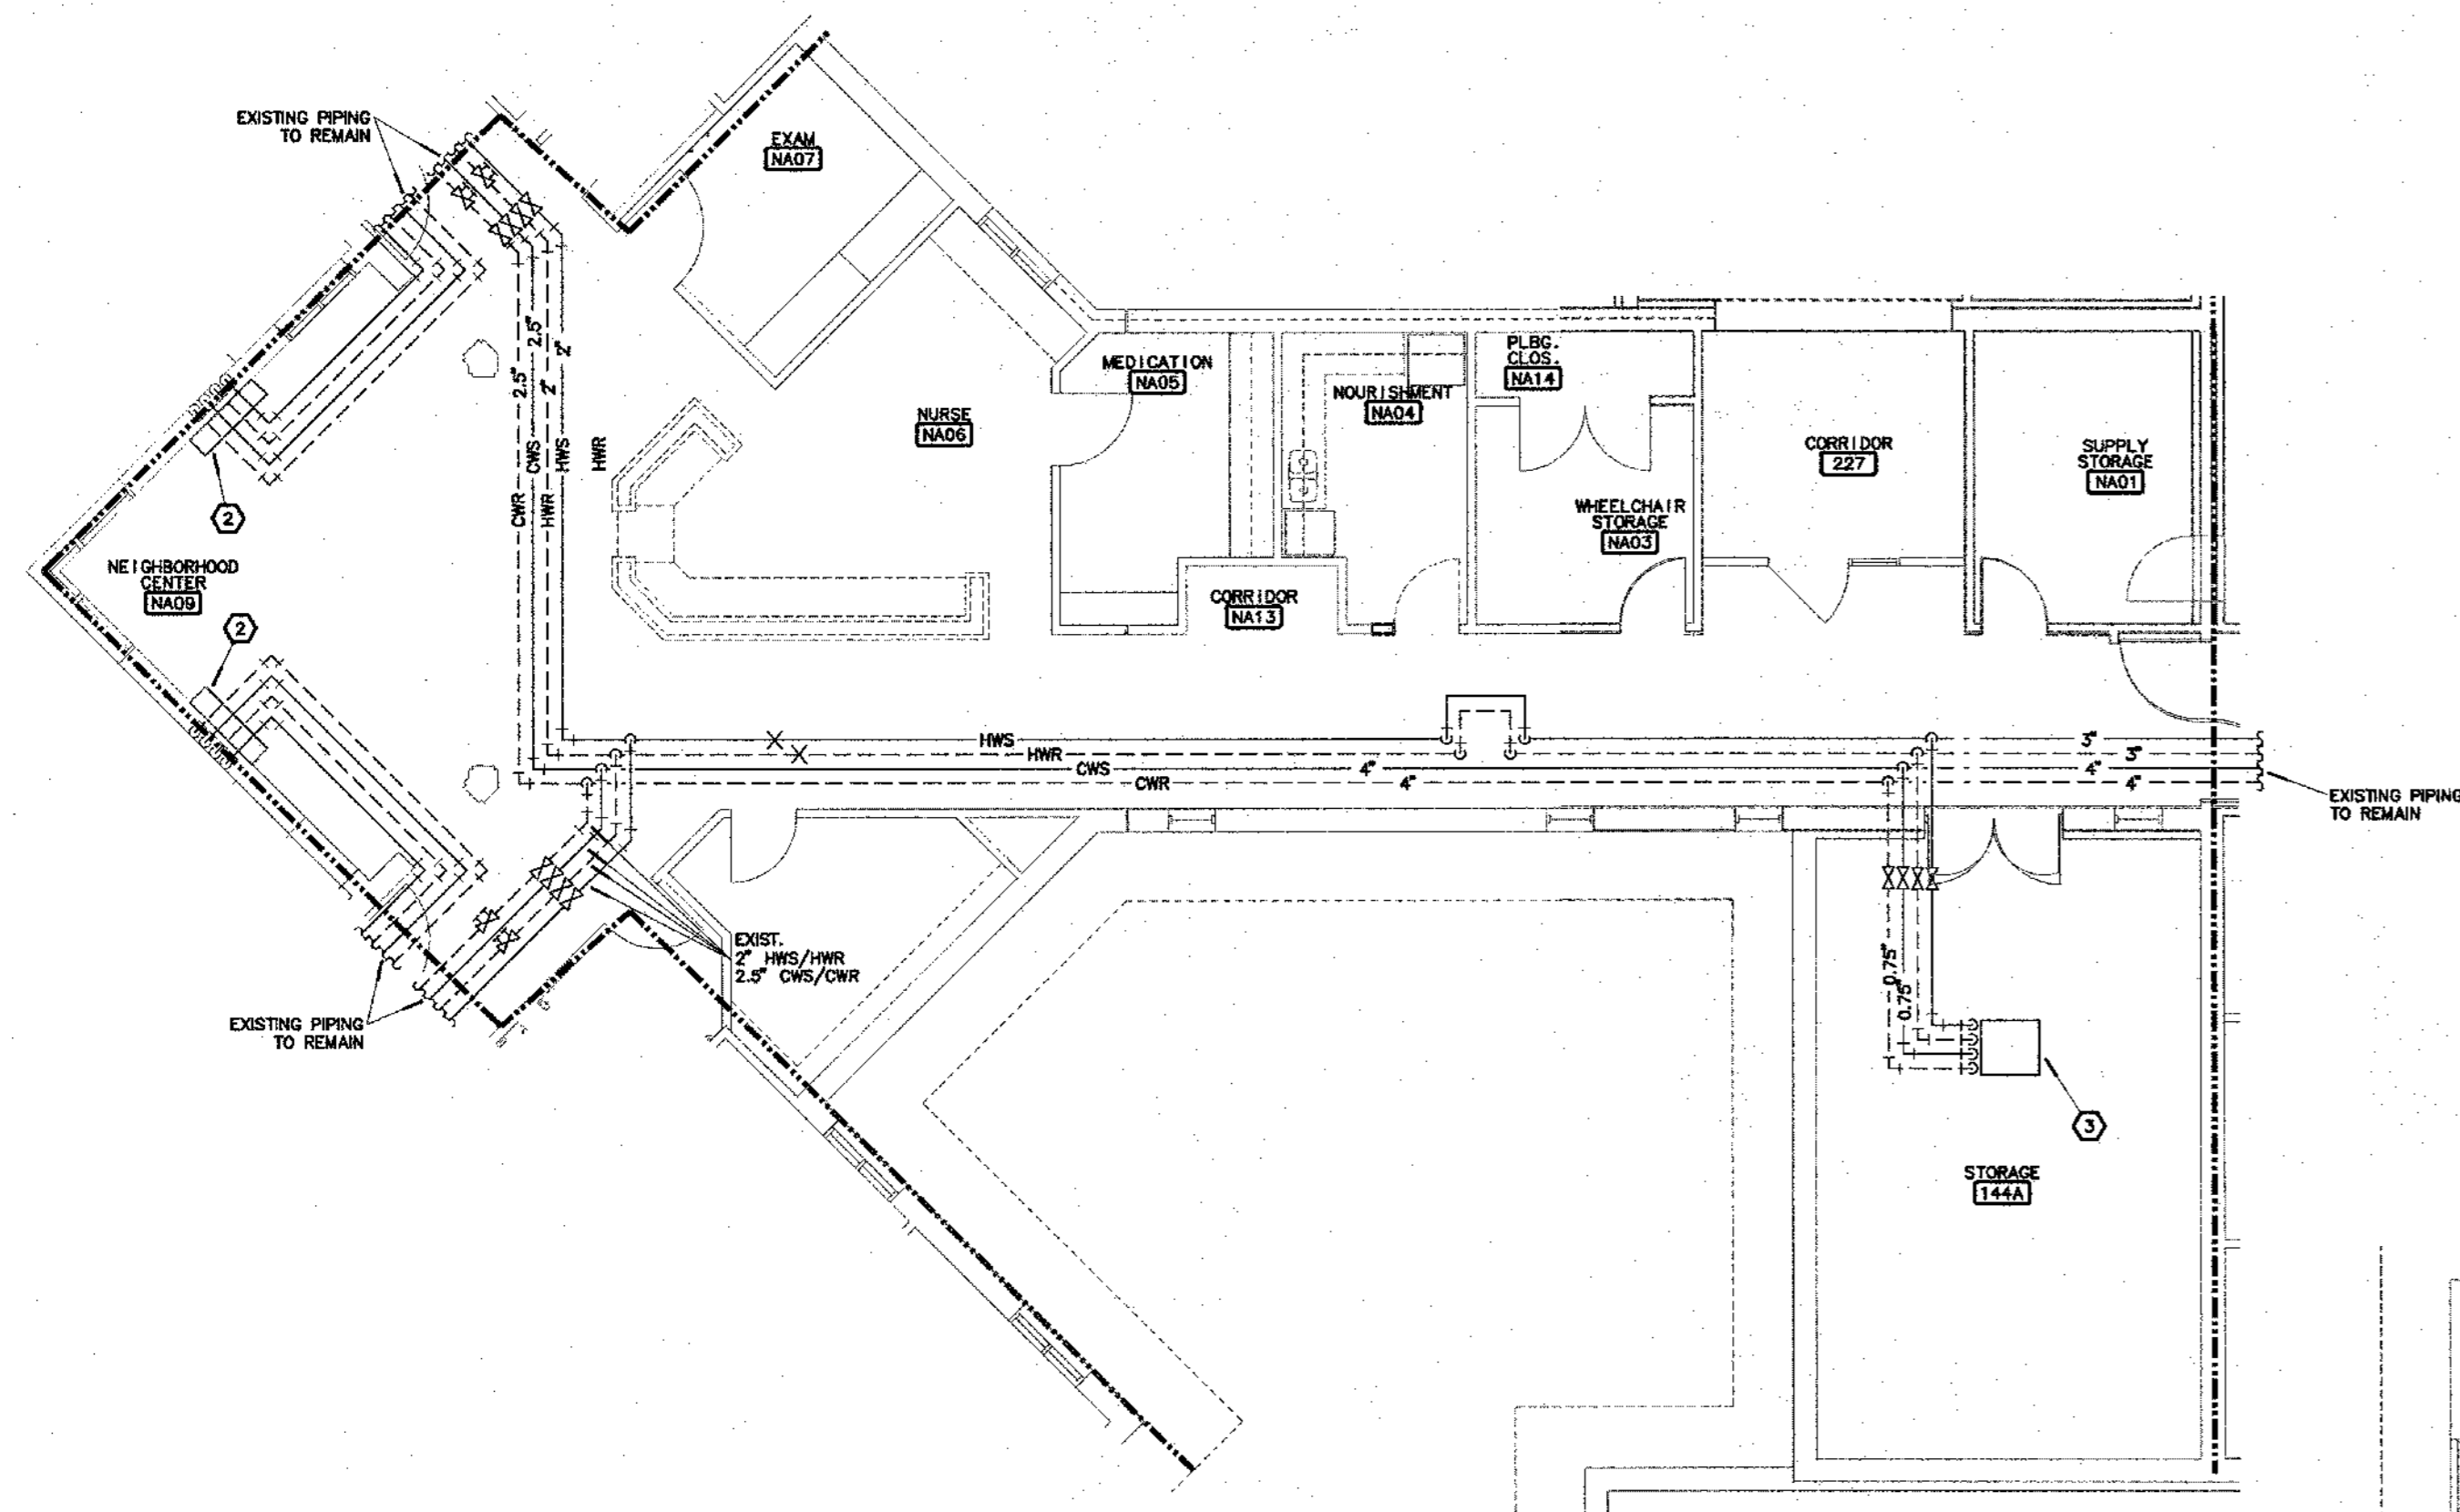 EXISTING PIPING
TO REMAIN
EXAM
NA07
2.5"
2"
2.5"
2"
CWR
CWS
HWR
HWS
HWR
NURSE
NA06
MEDICATION
NA05
NOURISHMENT
NA04
PLBG.
CLOS.
NA14
WHEELCHAIR
STORAGE
NA03
CORRIDOR
227
SUPPLY
STORAGE
NA01
2
NEIGHBORHOOD
CENTER
NA09
2
CORRIDOR
NA13
HWS
HWR
CWS
CWR
4"
4"
3"
3"
4"
4"
EXISTING PIPING
TO REMAIN
EXIST.
2" HWS/HWR
2.5" CWS/CWR
EXISTING PIPING
TO REMAIN
0.75"
0.75"
3
STORAGE
144A